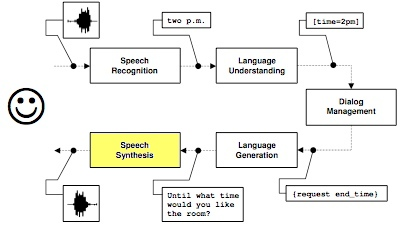 two p.m.
[time=2pm]
Speech
Recognition
Language
Understanding
Dialog
Management
Speech
Synthesis
Language
Generation
Until what time
would you like
the room?
{request end_time)